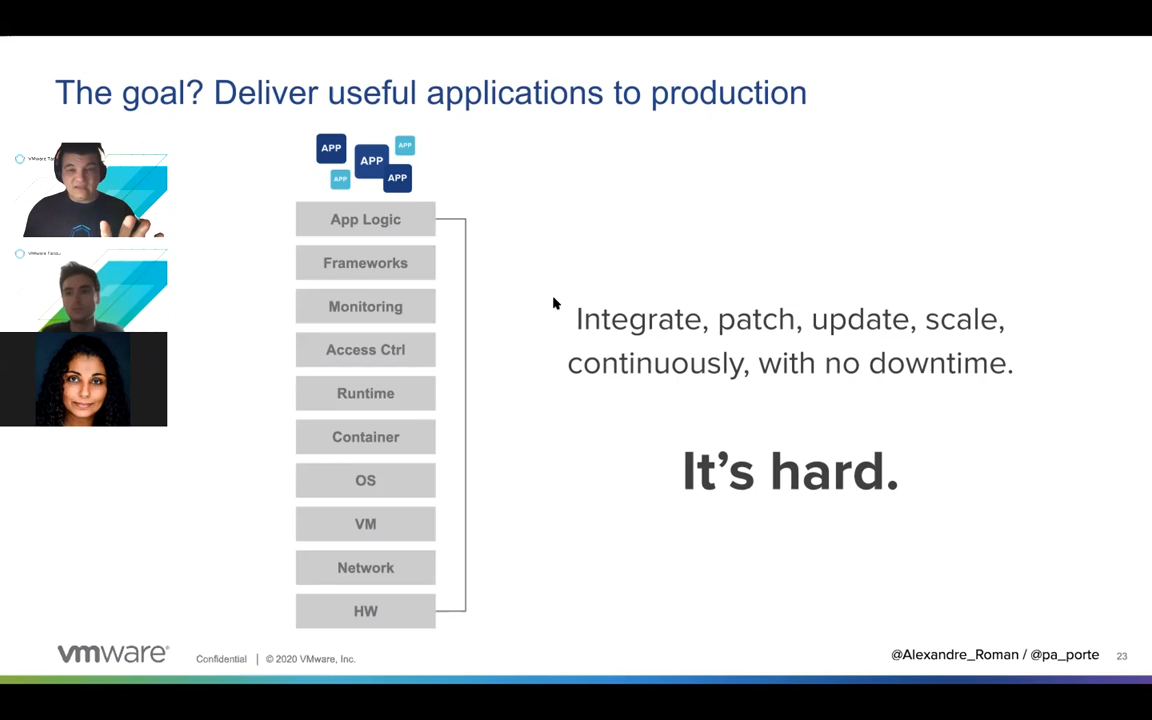 The goal? Deliver useful applications to production
APP
APP
APP
APP
APP
App Logic
Frameworks
Monitoring
Access Ctrl
Runtime
Container
OS
VM
Network
HW
Integrate, patch, update, scale,
continuously, with no downtime.
It's hard.
VMware Tanzu
vmware®
Confidential | © 2020 VMware, Inc.
@Alexandre_Roman / @pa_porte 23